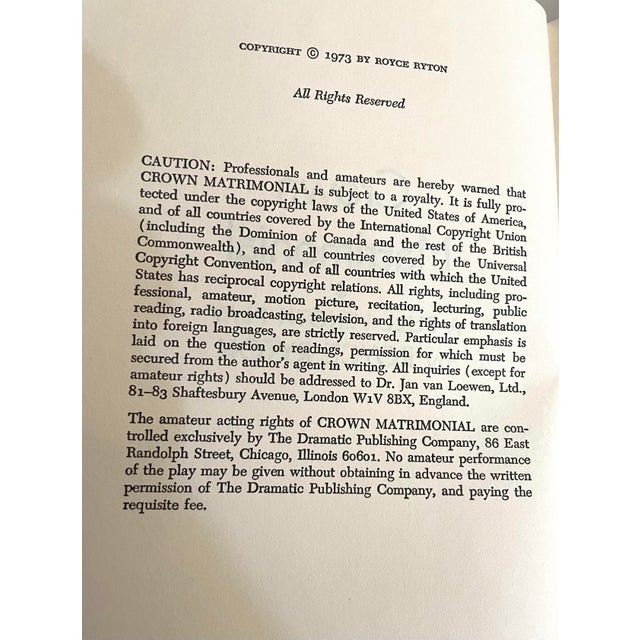 COPYRIGHT © 1973 BY ROYCE RYTON
All Rights Reserved
CAUTION: Professionals and amateurs are hereby warned that
CROWN MATRIMONIAL is subject to a royalty. It is fully pro-
tected under the copyright laws of the United States of America,
and of all countries covered by the International Copyright Union
(including the Dominion of Canada and the rest of the British
Commonwealth), and of all countries covered by the Universal
Copyright Convention, and of all countries with which the United
States has reciprocal copyright relations. All rights, including pro-
fessional, amateur, motion picture, recitation, lecturing, public
reading, radio broadcasting, television, and the rights of translation
into foreign languages, are strictly reserved. Particular emphasis is
laid on the question of readings, permission for which must be
secured from the author's agent in writing. All inquiries (except for
amateur rights) should be addressed to Dr. Jan van Loewen, Ltd.,
81–83 Shaftesbury Avenue, London W1V 8BX, England.
The amateur acting rights of CROWN MATRIMONIAL are con-
trolled exclusively by The Dramatic Publishing Company, 86 East
Randolph Street, Chicago, Illinois 60601. No amateur performance
of the play may be given without obtaining in advance the written
permission of The Dramatic Publishing Company, and paying the
requisite fee.